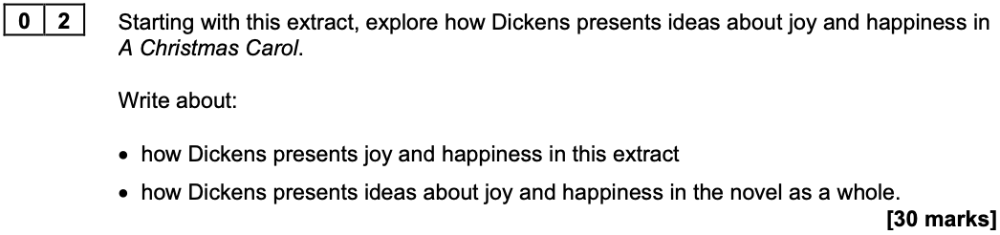 0 2 Starting with this extract, explore how Dickens presents ideas about joy and happiness in
A Christmas Carol.
Write about:
• how Dickens presents joy and happiness in this extract
• how Dickens presents ideas about joy and happiness in the novel as a whole.
[30 marks]